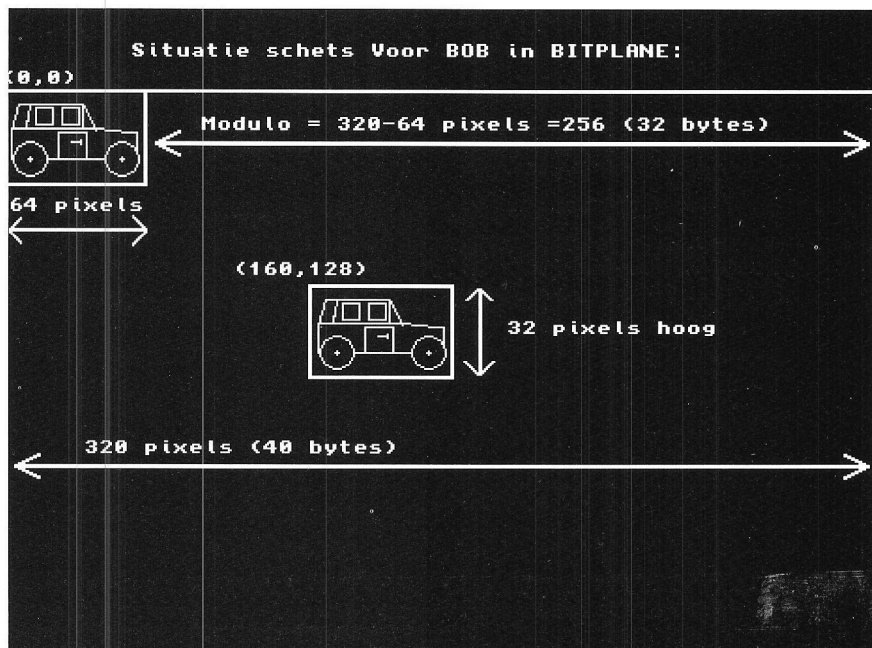 Situatie schets Voor BOB in BITPLANE:
(0,0)
Modulo = 320-64 pixels =256 (32 bytes)
64 pixels
(160,128)
32 pixels hoog
320 pixels (40 bytes)